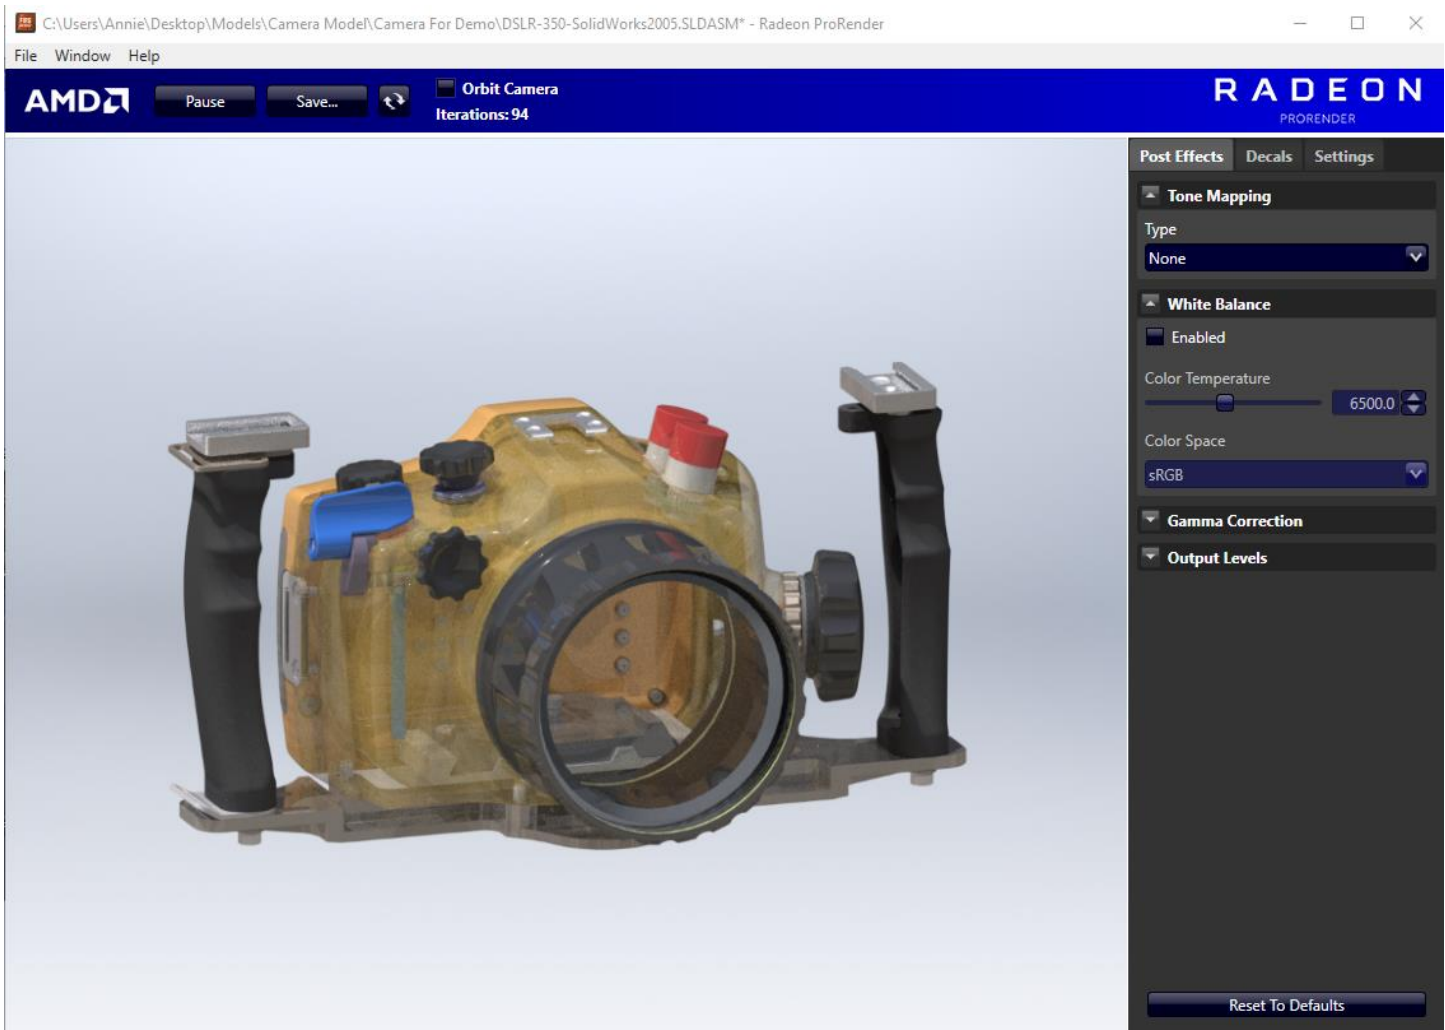 C:\Users\Annie\Desktop\Models\Camera Model\Camera For Demo\DSLR-350-SolidWorks2005.SLDASM* - Radeon ProRender
File Window Help
AMD Pause Save... Orbit Camera
Iterations: 94
RADEON
PRORENDER
Post Effects Decals Settings
Tone Mapping
Type
None
White Balance
Enabled
Color Temperature
6500.0
Color Space
sRGB
Gamma Correction
Output Levels
Reset To Defaults